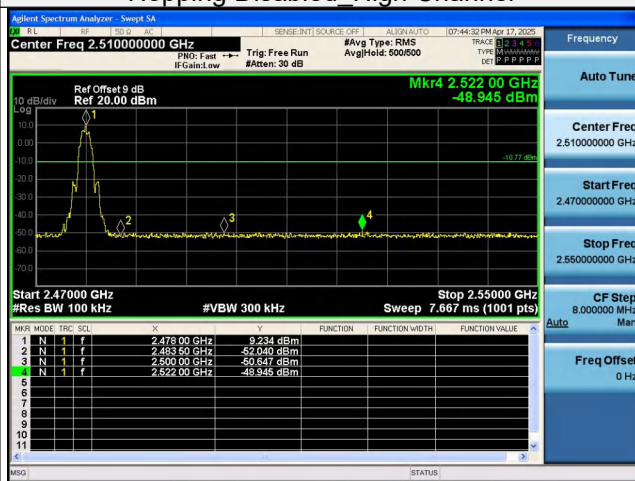 Hopping Disabled_High Channel
Agilent Spectrum Analyzer - Swept SA
RL RF 50 Ω AC SENSE:INT SOURCE OFF ALIGN AUTO 07:44:32 PM Apr 17, 2025
Center Freq 2.510000000 GHz
PNO: Fast
IFGain:Low
Trig: Free Run
#Atten: 30 dB
#Avg Type: RMS
Avg|Hold: 500/500
TRACE 1 2 3 4 5 6
TYPE M
DET P P P P P P
Frequency
Mkr4 2.522 00 GHz
-48.945 dBm
Ref Offset 9 dB
Ref 20.00 dBm
10 dB/div
Log
10.0
0.00
-10.0
-20.0
-30.0
-40.0
-50.0
-60.0
-70.0
1
2
3
4
-10.77 dBm
Start 2.47000 GHz
Stop 2.55000 GHz
#Res BW 100 kHz
#VBW 300 kHz
Sweep 7.667 ms (1001 pts)
MKR MODE TRC SCL X Y FUNCTION FUNCTION WIDTH FUNCTION VALUE
1 N 1 f 2.478 00 GHz 9.234 dBm
2 N 1 f 2.483 50 GHz -52.040 dBm
3 N 1 f 2.500 00 GHz -50.647 dBm
4 N 1 f 2.522 00 GHz -48.945 dBm
5
6
7
8
9
10
11
MSG
STATUS
Auto Tune
Center Freq
2.510000000 GHz
Start Freq
2.470000000 GHz
Stop Freq
2.550000000 GHz
CF Step
8.000000 MHz
Auto Man
Freq Offset
0 Hz